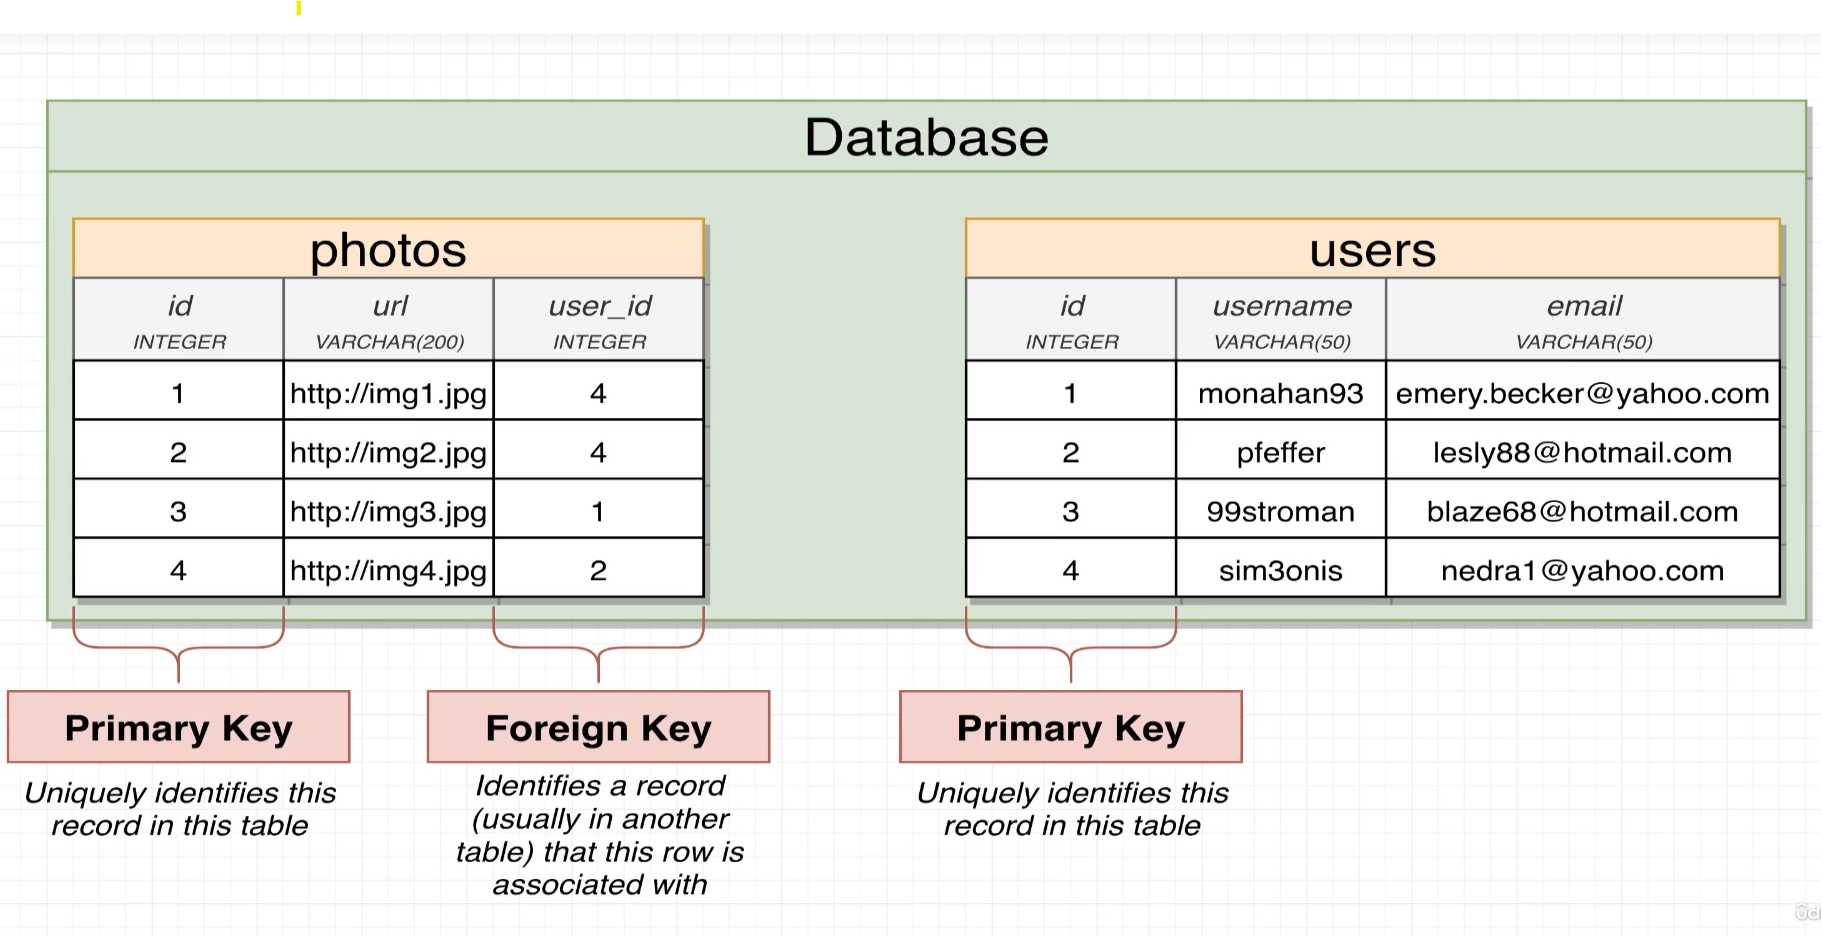 Database
photos
id url user_id
INTEGER VARCHAR(200) INTEGER
1 http://img1.jpg 4
2 http://img2.jpg 4
3 http://img3.jpg 1
4 http://img4.jpg 2
users
id username email
INTEGER VARCHAR(50) VARCHAR(50)
1 monahan93 emery.becker@yahoo.com
2 pfeffer lesly88@hotmail.com
3 99stroman blaze68@hotmail.com
4 sim3onis nedra1@yahoo.com
Primary Key
Uniquely identifies this
record in this table
Foreign Key
Identifies a record
(usually in another
table) that this row is
associated with
Primary Key
Uniquely identifies this
record in this table